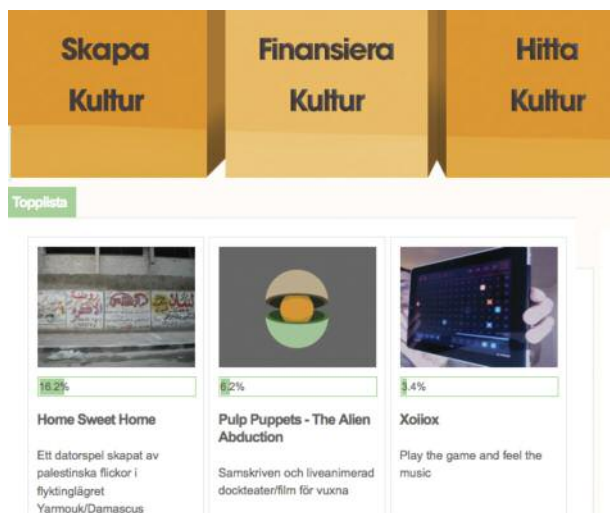 Skapa
Kultur
Finansiera
Kultur
Hitta
Kultur
Topplista
16.2%
Home Sweet Home
Ett datorspel skapat av
palestinska flickor i
flyktinglägret
Yarmouk/Damascus
6.2%
Pulp Puppets - The Alien
Abduction
Samskriven och liveanimerad
dockteater/film för vuxna
3.4%
Xoiiox
Play the game and feel the
music